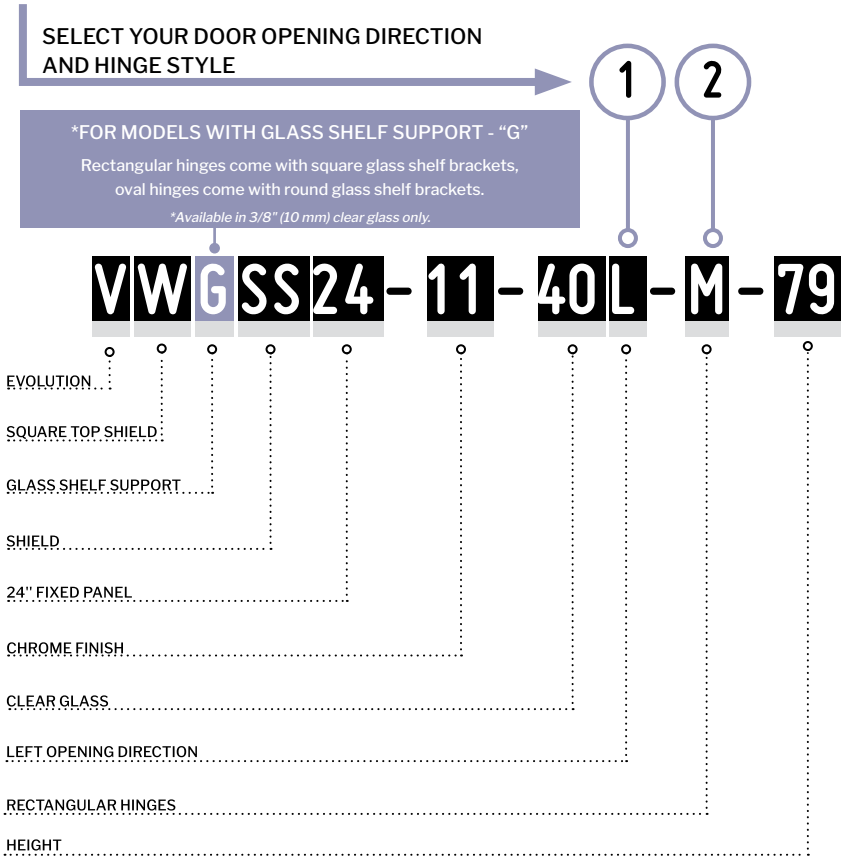 SELECT YOUR DOOR OPENING DIRECTION
AND HINGE STYLE
1 2
*FOR MODELS WITH GLASS SHELF SUPPORT - “G”
Rectangular hinges come with square glass shelf brackets,
oval hinges come with round glass shelf brackets.
*Available in 3/8" (10 mm) clear glass only.
VWGSS24-11-40L-M-79
EVOLUTION
SQUARE TOP SHIELD
GLASS SHELF SUPPORT
SHIELD
24'' FIXED PANEL
CHROME FINISH
CLEAR GLASS
LEFT OPENING DIRECTION
RECTANGULAR HINGES
HEIGHT